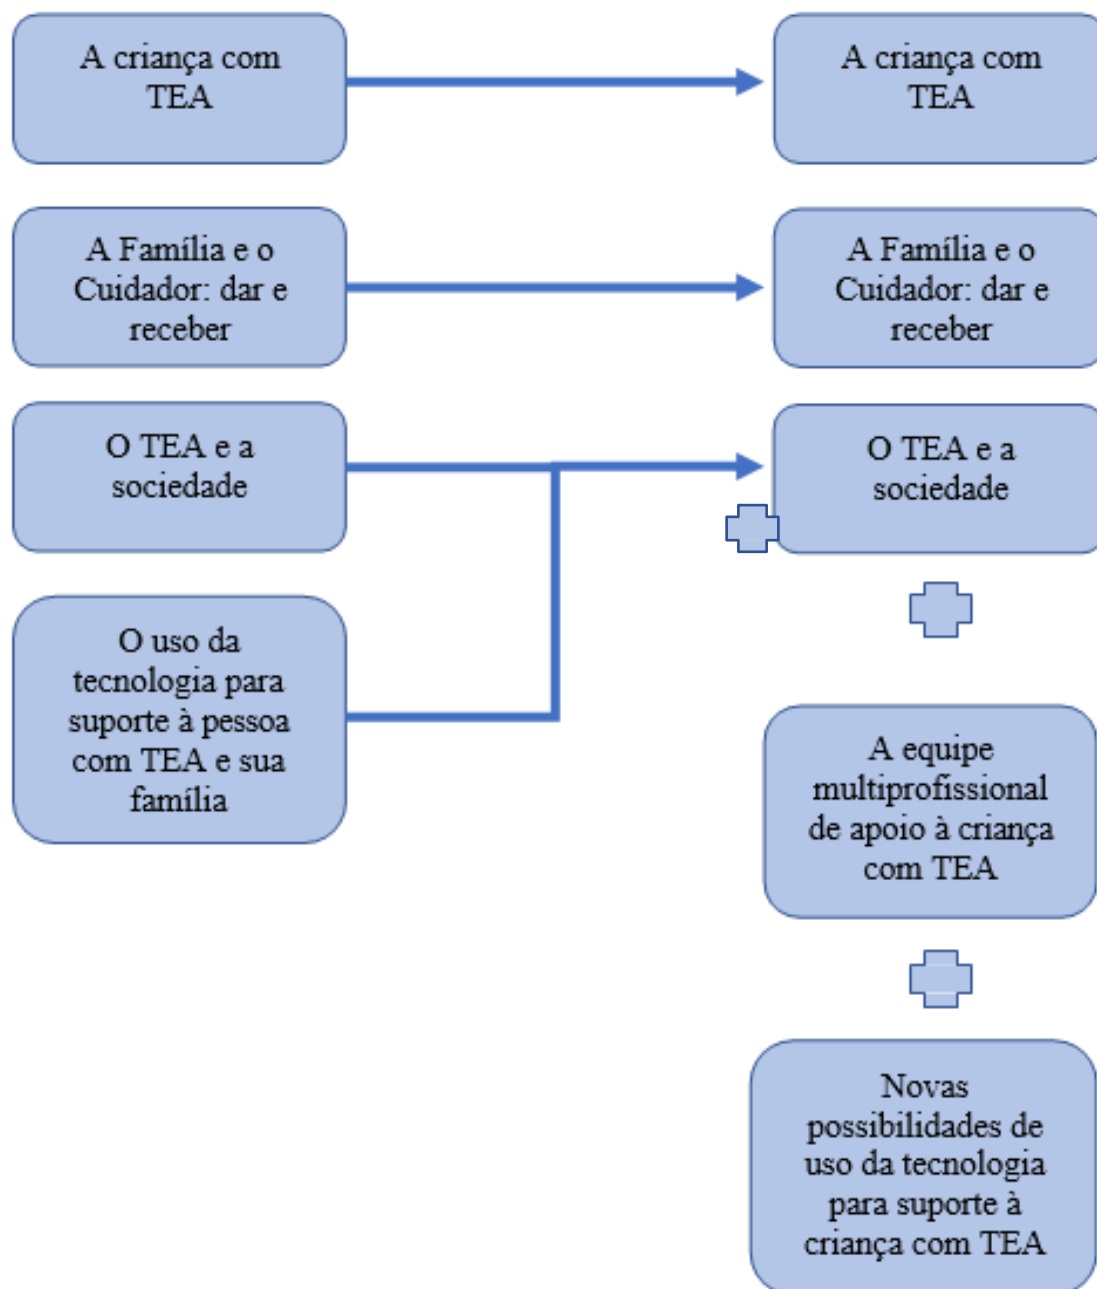 A criança com
TEA
A criança com
TEA
A Família e o
Cuidador: dar e
receber
A Família e o
Cuidador: dar e
receber
O TEA e a
sociedade
O TEA e a
sociedade
O uso da
tecnologia para
suporte à pessoa
com TEA e sua
família
A equipe
multiprofissional
de apoio à criança
com TEA
Novas
possibilidades de
uso da tecnologia
para suporte à
criança com TEA